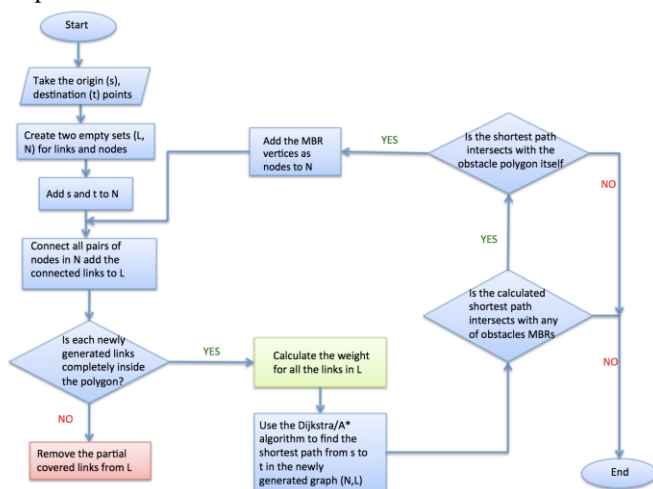 Start
Take the origin (s),
destination (t) points
Create two empty sets (L,
N) for links and nodes
Add s and t to N
Connect all pairs of
nodes in N add the
connected links to L
Is each newly
generated links
completely inside
the polygon?
YES
NO
Remove the partial
covered links from L
Calculate the weight
for all the links in L
Use the Dijkstra/A*
algorithm to find the
shortest path from s to
t in the newly
generated graph (N,L)
Is the calculated
shortest path
intersects with any
of obstacles MBRs
YES
NO
Is the shortest path
intersects with the
obstacle polygon itself
YES
NO
Add the MBR
vertices as
nodes to N
End